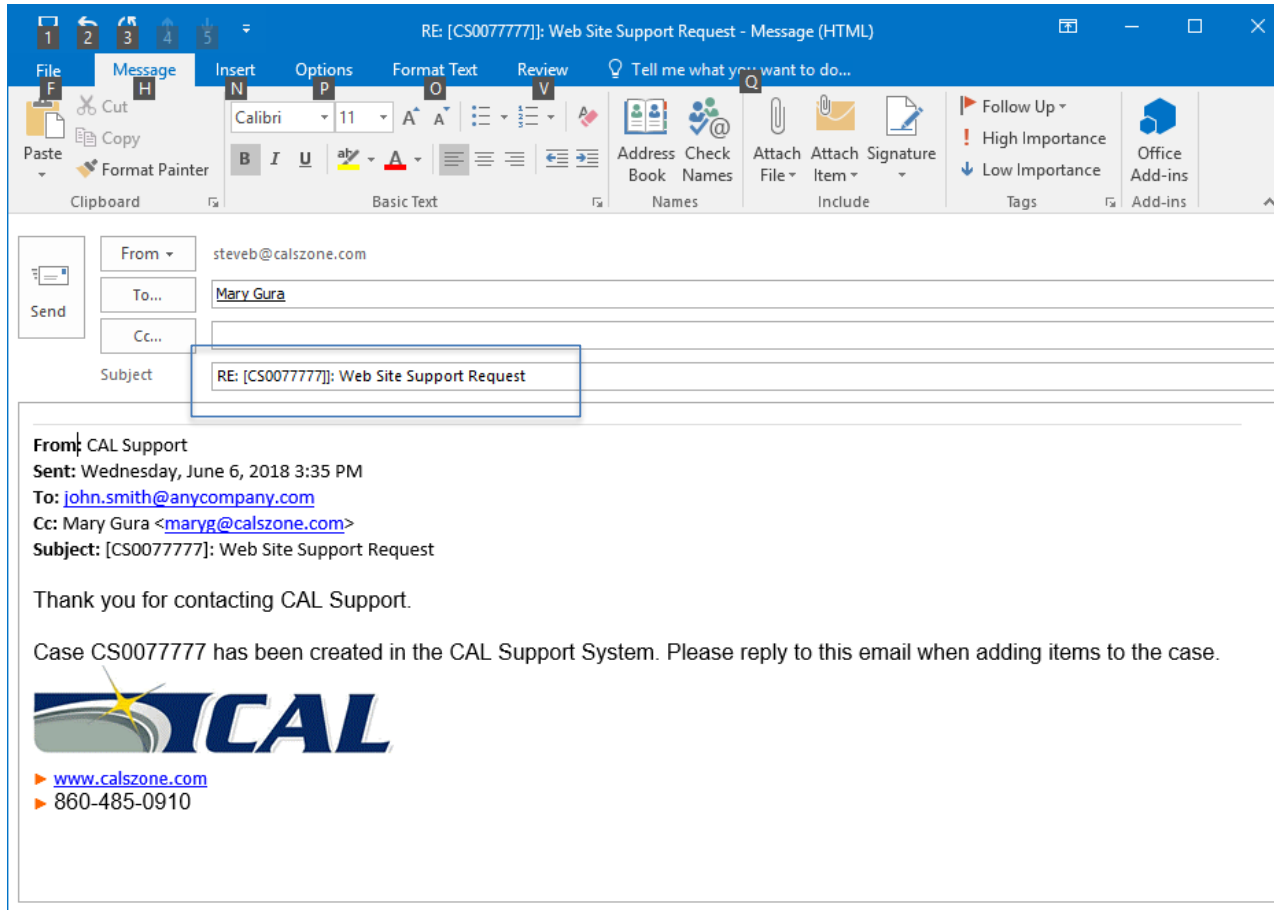 RE: [CS0077777]]: Web Site Support Request - Message (HTML)
1 2 3 4 5
File Message Insert Options Format Text Review Tell me what you want to do...
F H N P O V Q
Cut
Copy
Paste
Format Painter
Clipboard
Calibri 11
B I U aby A
Basic Text
Address Book
Check Names
Names
Attach File
Attach Item
Signature
Include
Follow Up
High Importance
Low Importance
Tags
Office Add-ins
Add-ins
Send
From steveb@calszone.com
To... Mary Gura
Cc...
Subject RE: [CS0077777]]: Web Site Support Request
From: CAL Support
Sent: Wednesday, June 6, 2018 3:35 PM
To: john.smith@anycompany.com
Cc: Mary Gura <maryg@calszone.com>
Subject: [CS0077777]: Web Site Support Request
Thank you for contacting CAL Support.
Case CS0077777 has been created in the CAL Support System. Please reply to this email when adding items to the case.
CAL
www.calszone.com
860-485-0910